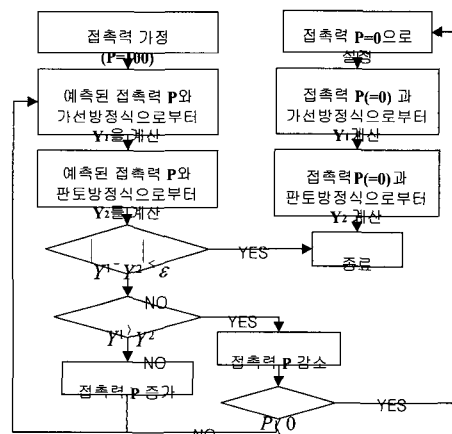 접촉력 가정
(P=100)
예측된 접촉력 P와
가선방정식으로부터
Y₁을 계산
예측된 접촉력 P와
판토방정식으로부터
Y₂를 계산
|Y¹ - Y²| < ε
YES
NO
Y¹ > Y²
YES
NO
접촉력 P 증가
접촉력 P 감소
P< 0
YES
NO
접촉력 P=0으로
설정
접촉력 P(=0) 과
가선방정식으로부터
Y₁ 계산
접촉력 P(=0)과
판토방정식으로부터
Y₂ 계산
종료